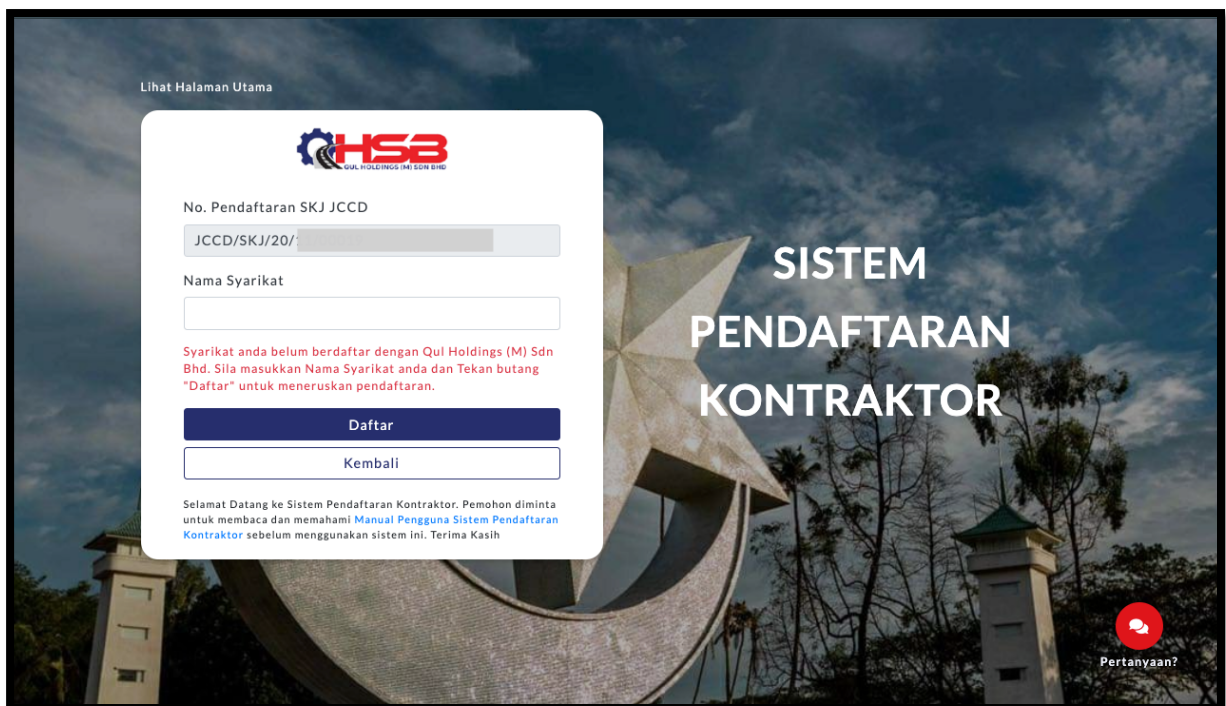 Lihat Halaman Utama
HSB
QUL HOLDINGS (M) SDN BHD
No. Pendaftaran SKJ JCCD
JCCD/SKJ/20/
Nama Syarikat
Syarikat anda belum berdaftar dengan Qul Holdings (M) Sdn
Bhd. Sila masukkan Nama Syarikat anda dan Tekan butang
"Daftar" untuk meneruskan pendaftaran.
Daftar
Kembali
Selamat Datang ke Sistem Pendaftaran Kontraktor. Pemohon diminta
untuk membaca dan memahami Manual Pengguna Sistem Pendaftaran
Kontraktor sebelum menggunakan sistem ini. Terima Kasih
SISTEM
PENDAFTARAN
KONTRAKTOR
Pertanyaan?